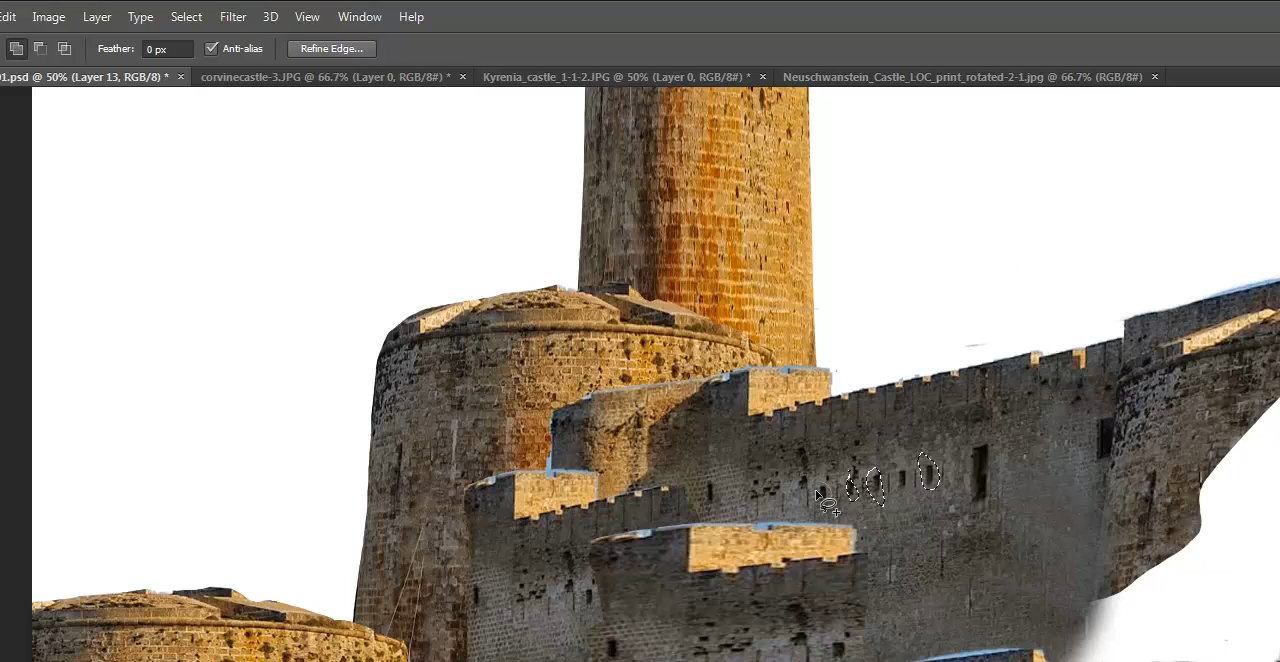 Edit Image Layer Type Select Filter 3D View Window Help
Feather: 0 px Anti-alias Refine Edge...
01.psd @ 50% (Layer 13, RGB/8) * × corvinecastle-3.JPG @ 66.7% (Layer 0, RGB/8#) * × Kyrenia_castle_1-1-2.JPG @ 50% (Layer 0, RGB/8#) * × Neuschwanstein_Castle_LOC_print_rotated-2-1.jpg @ 66.7% (RGB/8#) ×